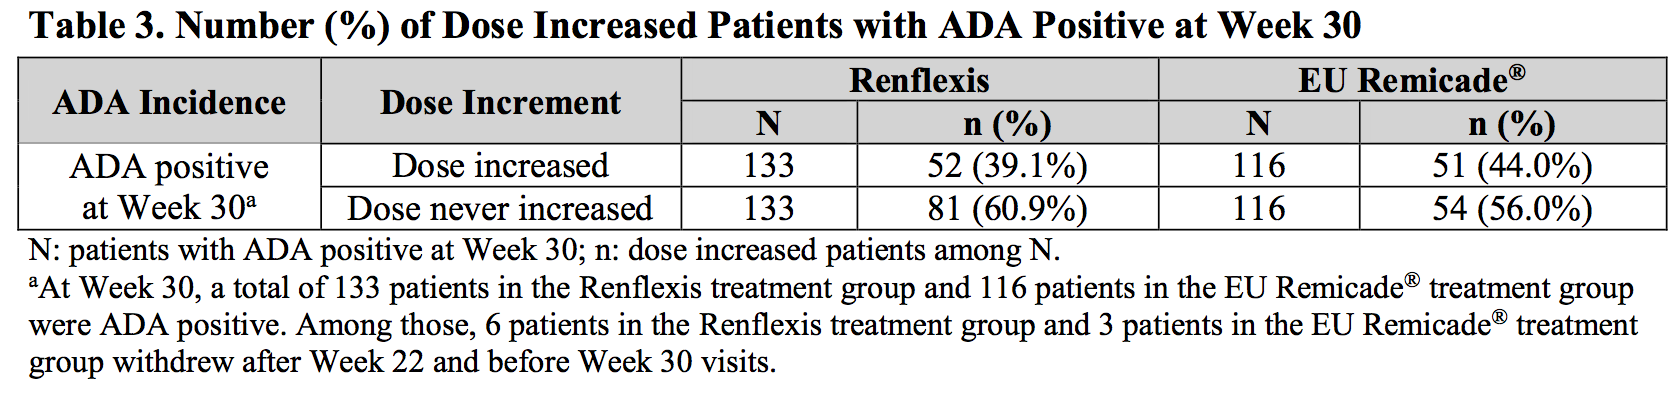 Table 3. Number (%) of Dose Increased Patients with ADA Positive at Week 30
ADA Incidence Dose Increment Renflexis EU Remicade®
N n (%) N n (%)
ADA positive at Week 30ᵃ Dose increased 133 52 (39.1%) 116 51 (44.0%)
Dose never increased 133 81 (60.9%) 116 54 (56.0%)
N: patients with ADA positive at Week 30; n: dose increased patients among N.
ᵃAt Week 30, a total of 133 patients in the Renflexis treatment group and 116 patients in the EU Remicade® treatment group
were ADA positive. Among those, 6 patients in the Renflexis treatment group and 3 patients in the EU Remicade® treatment
group withdrew after Week 22 and before Week 30 visits.